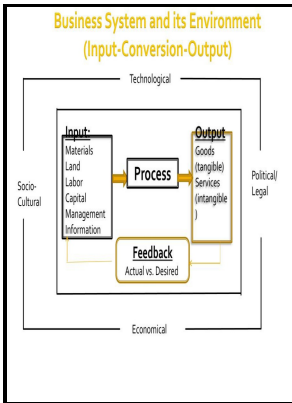 Business System and its Environment
(Input-Conversion-Output)
Technological
Input:
Materials
Land
Labor
Capital
Management
Information
Process
Output
Goods
(tangible)
Services
(intangible
)
Socio-
Cultural
Political/
Legal
Feedback
Actual vs. Desired
Economical